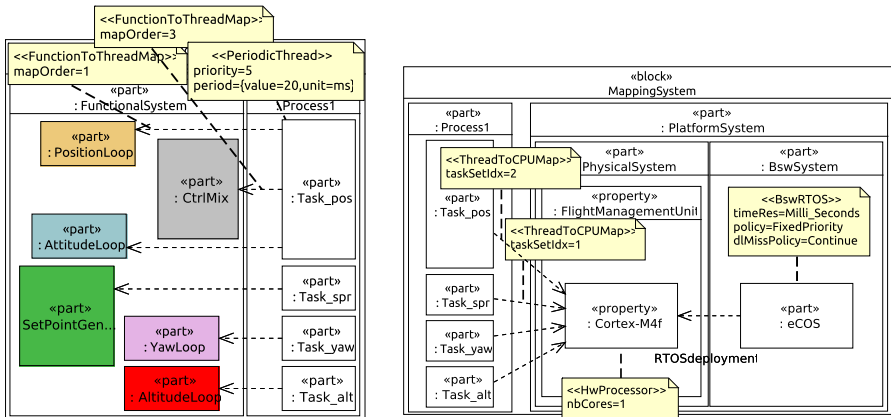 <<FunctionToThreadMap>>
mapOrder=3
<<FunctionToThreadMap>>
mapOrder=1
<<PeriodicThread>>
priority=5
period={value=20,unit=ms}
«part»
: FunctionalSystem
:Process1
«part»
: PositionLoop
«part»
: CtrlMix
«part»
: Task_pos
«part»
: AttitudeLoop
«part»
SetPointGen...
«part»
: Task_spr
«part»
: YawLoop
«part»
: Task_yaw
«part»
: AltitudeLoop
«part»
: Task_alt
«block»
MappingSystem
«part»
: Process1
«part»
: PlatformSystem
<<ThreadToCPUMap>>
taskSetIdx=2
«part»
PhysicalSystem
«part»
: BswSystem
«part»
: Task_pos
«property»
: FlightManagementUnit
<<BswRTOS>>
timeRes=Milli_Seconds
policy=FixedPriority
dlMissPolicy=Continue
<<ThreadToCPUMap>>
taskSetIdx=1
«part»
: Task_spr
«property»
: Cortex-M4f
«part»
: eCOS
«part»
: Task_yaw
RTOSdeployment
«part»
: Task_alt
<<HwProcessor>>
nbCores=1